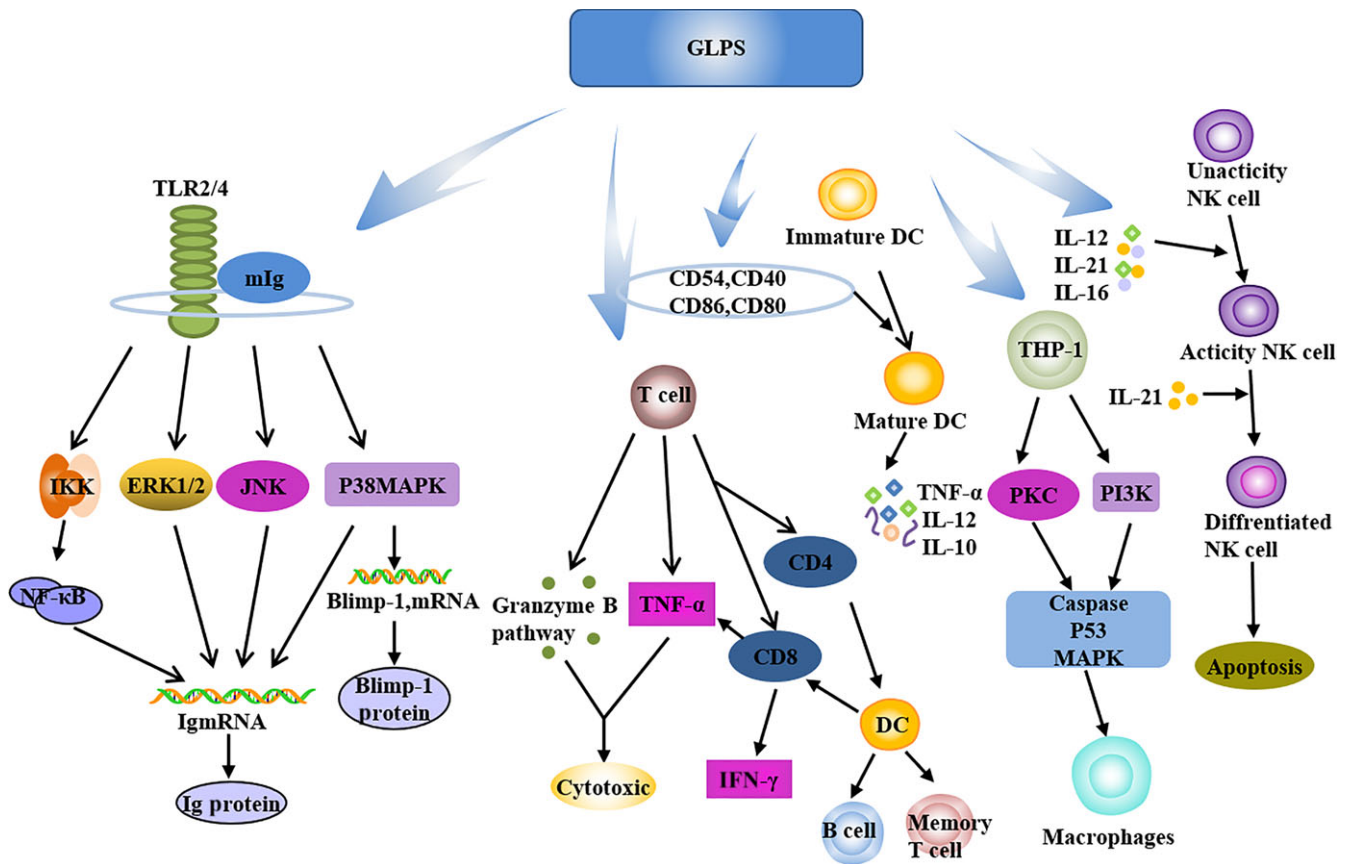 GLPS
TLR2/4
mIg
IKK
ERK1/2
JNK
P38MAPK
NF-κB
Blimp-1,mRNA
Blimp-1
protein
IgmRNA
Ig protein
CD54,CD40
CD86,CD80
Immature DC
Mature DC
TNF-α
IL-12
IL-10
T cell
Granzyme B
pathway
TNF-α
CD4
CD8
Cytotoxic
IFN-γ
DC
B cell
Memory
T cell
THP-1
PKC
PI3K
Caspase
P53
MAPK
Macrophages
IL-12
IL-21
IL-16
Unacticity
NK cell
Acticity NK cell
IL-21
Diffrentiated
NK cell
Apoptosis